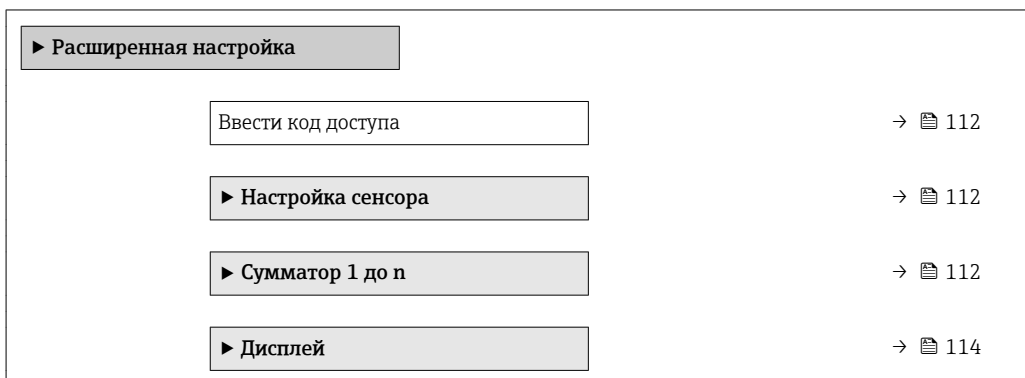 ▶ Расширенная настройка
Ввести код доступа → 112
▶ Настройка сенсора → 112
▶ Сумматор 1 до n → 112
▶ Дисплей → 114